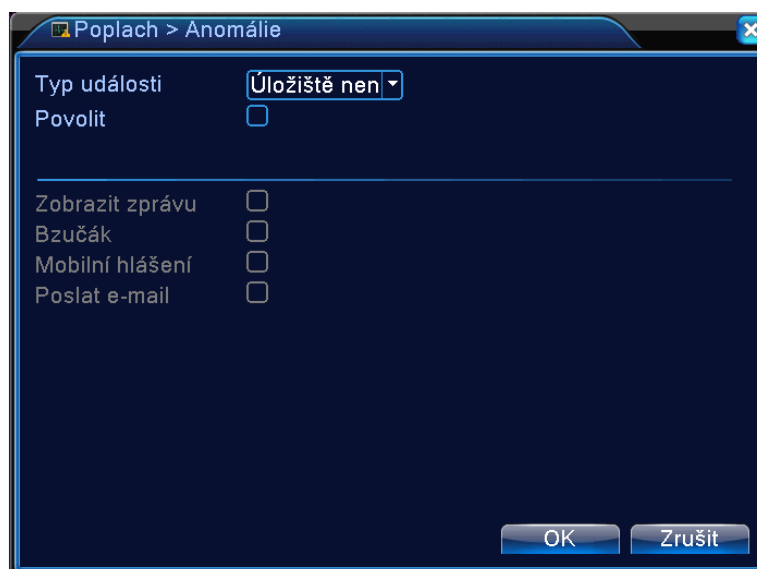 Poplach > Anomálie
Typ události Úložiště nen
Povolit
Zobrazit zprávu
Bzučák
Mobilní hlášení
Poslat e-mail
OK Zrušit